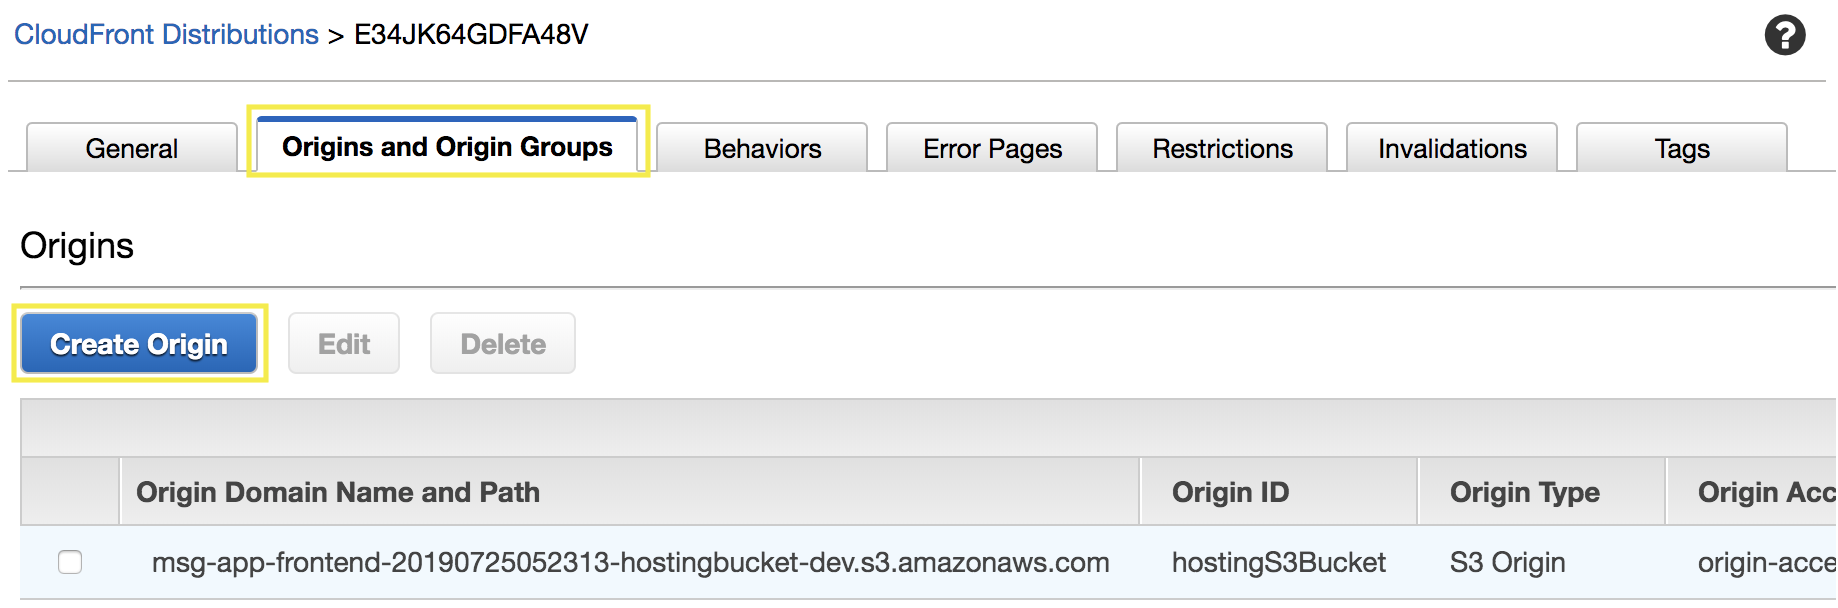 CloudFront Distributions > E34JK64GDFA48V
?
General Origins and Origin Groups Behaviors Error Pages Restrictions Invalidations Tags
Origins
Create Origin Edit Delete
Origin Domain Name and Path Origin ID Origin Type Origin Acc
msg-app-frontend-20190725052313-hostingbucket-dev.s3.amazonaws.com hostingS3Bucket S3 Origin origin-acce